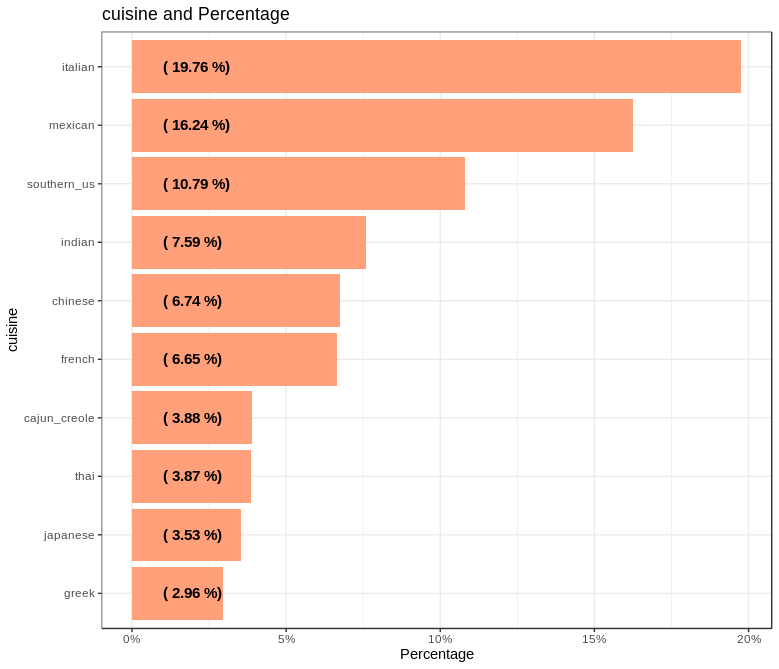 cuisine and Percentage
italian ( 19.76 %)
mexican ( 16.24 %)
southern_us ( 10.79 %)
indian ( 7.59 %)
chinese ( 6.74 %)
french ( 6.65 %)
cajun_creole ( 3.88 %)
thai ( 3.87 %)
japanese ( 3.53 %)
greek ( 2.96 %)
cuisine
0% 5% 10% 15% 20%
Percentage